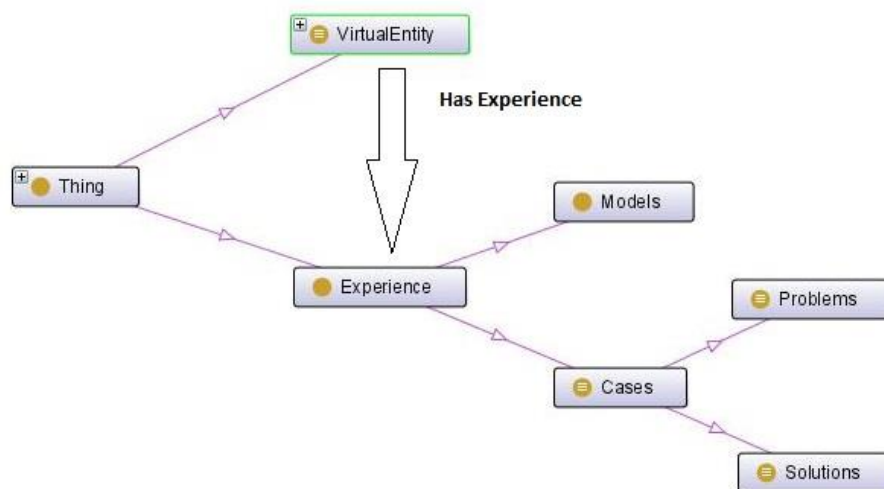 VirtualEntity
Has Experience
Thing
Models
Experience
Problems
Cases
Solutions